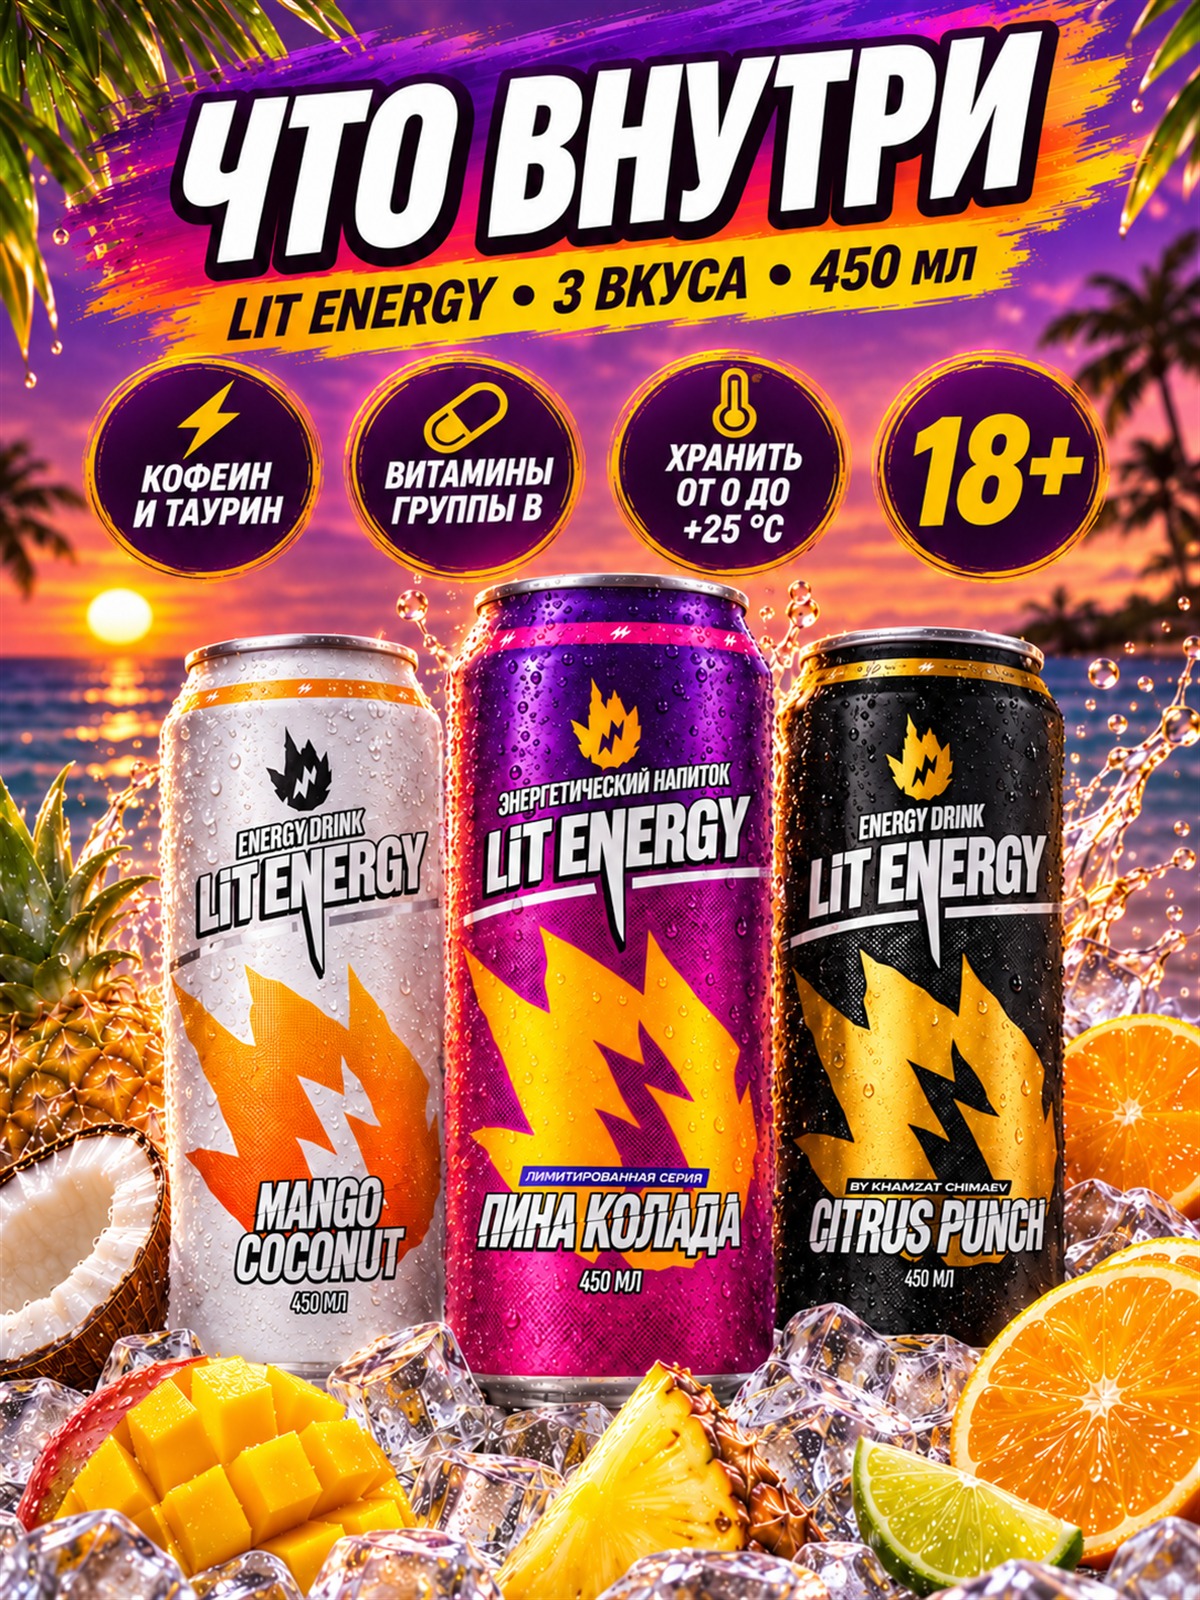 ЧТО ВНУТРИ
LIT ENERGY • 3 ВКУСА • 450 МЛ
КОФЕИН
И ТАУРИН
ВИТАМИНЫ
ГРУППЫ В
ХРАНИТЬ
ОТ 0 ДО
+25 °C
18+
ENERGY DRINK
LIT ENERGY
MANGO
COCONUT
450 МЛ
ЭНЕРГЕТИЧЕСКИЙ НАПИТОК
LIT ENERGY
ЛИМИТИРОВАННАЯ СЕРИЯ
ПИНА КОЛАДА
450 МЛ
ENERGY DRINK
LIT ENERGY
BY KHAMZAT CHIMAEV
CITRUS PUNCH
450 МЛ